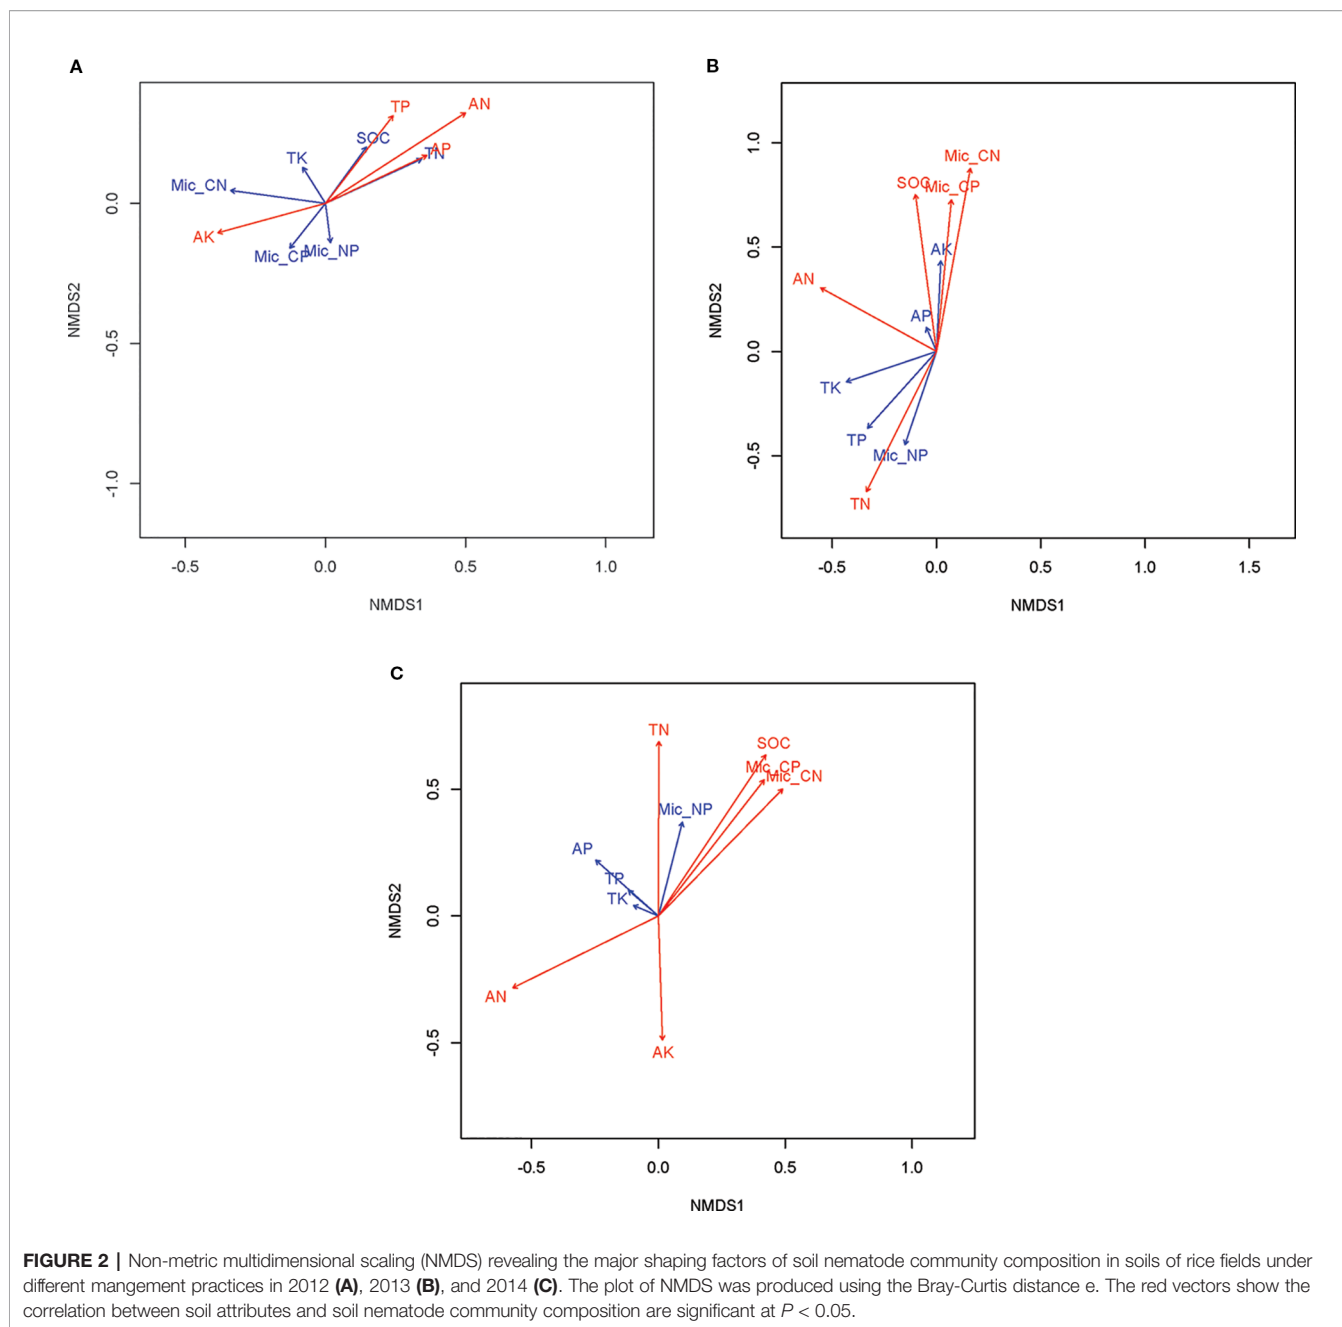 A
TP
AN
SOC
AP
TN
TK
Mic_CN
AK
Mic_CP
Mic_NP
0.0
-0.5
-1.0
NMDS2
-0.5
0.0
0.5
1.0
NMDS1
B
Mic_CN
SOC
Mic_CP
AK
AN
AP
TK
TP
Mic_NP
TN
1.0
0.5
0.0
-0.5
NMDS2
-0.5
0.0
0.5
1.0
1.5
NMDS1
C
TN
SOC
Mic_CP
Mic_CN
Mic_NP
AP
TP
TK
AN
AK
0.5
0.0
-0.5
NMDS2
-0.5
0.0
0.5
1.0
NMDS1
FIGURE 2 | Non-metric multidimensional scaling (NMDS) revealing the major shaping factors of soil nematode community composition in soils of rice fields under
different mangement practices in 2012 (A), 2013 (B), and 2014 (C). The plot of NMDS was produced using the Bray-Curtis distance e. The red vectors show the
correlation between soil attributes and soil nematode community composition are significant at P < 0.05.